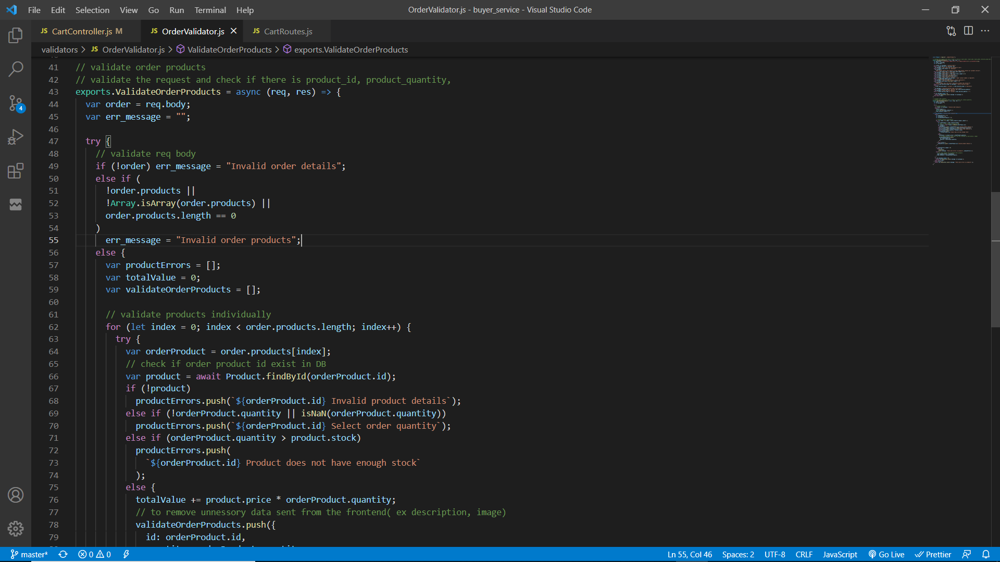 File Edit Selection View Go Run Terminal Help
OrderValidator.js - buyer_service - Visual Studio Code
JS CartController.js M
JS OrderValidator.js
JS CartRoutes.js
validators > JS OrderValidator.js > ValidateOrderProducts > exports.ValidateOrderProducts
41 // validate order products
42 // validate the request and check if there is product_id, product_quantity,
43 exports.ValidateOrderProducts = async (req, res) => {
44 var order = req.body;
45 var err_message = "";
46
47 try {
48 // validate req body
49 if (!order) err_message = "Invalid order details";
50 else if (
51 !order.products ||
52 !Array.isArray(order.products) ||
53 order.products.length == 0
54 )
55 err_message = "Invalid order products";
56 else {
57 var productErrors = [];
58 var totalValue = 0;
59 var validateOrderProducts = [];
60
61 // validate products individually
62 for (let index = 0; index < order.products.length; index++) {
63 try {
64 var orderProduct = order.products[index];
65 // check if order product id exist in DB
66 var product = await Product.findById(orderProduct.id);
67 if (!product)
68 productErrors.push(`${orderProduct.id} Invalid product details`);
69 else if (!orderProduct.quantity || isNaN(orderProduct.quantity))
70 productErrors.push(`${orderProduct.id} Select order quantity`);
71 else if (orderProduct.quantity > product.stock)
72 productErrors.push(
73 `${orderProduct.id} Product does not have enough stock`
74 );
75 else {
76 totalValue += product.price * orderProduct.quantity;
77 // to remove unnessory data sent from the frontend( ex description, image)
78 validateOrderProducts.push({
79 id: orderProduct.id,
4
master* 0 0
Ln 55, Col 46 Spaces: 2 UTF-8 CRLF JavaScript Go Live Prettier